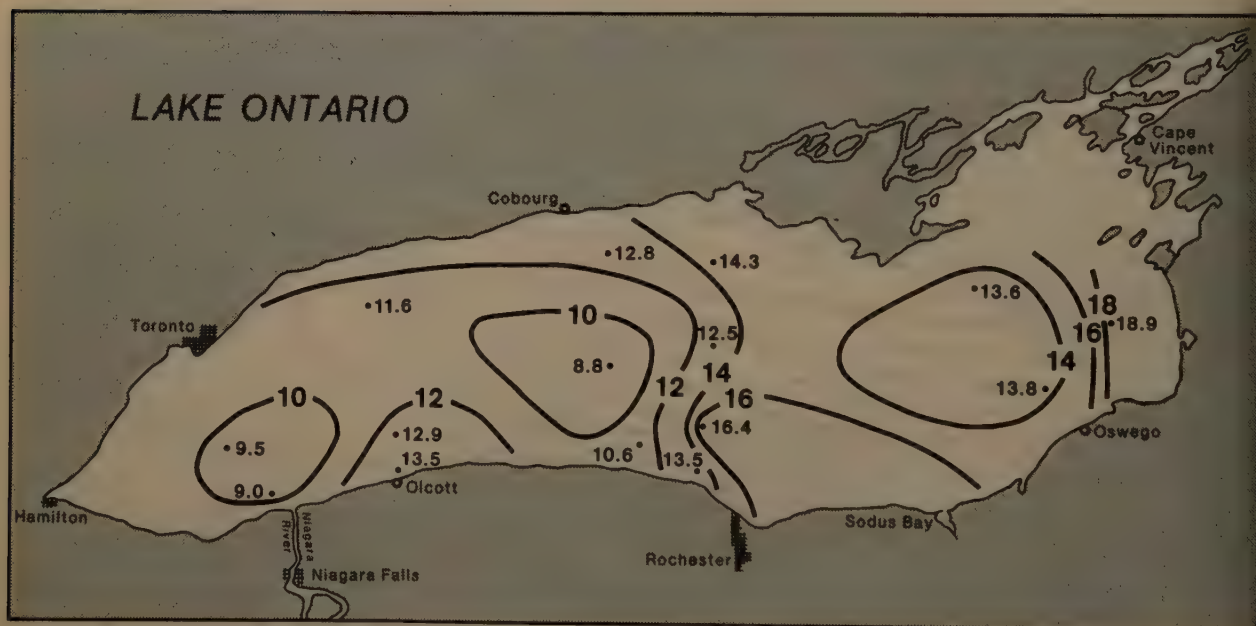 LAKE ONTARIO
Cape
Vincent
Cobourg
12.8
14.3
13.6
11.6
18
Toronto
10
16
18.9
12.5
14
8.8
14
12
13.8
10
12
16
12.9
16.4
Oswego
9.5
10.6
13.5
13.5
9.0
Olcott
Hamilton
Sodus Bay
Niagara
River
Rochester
Niagara Falls